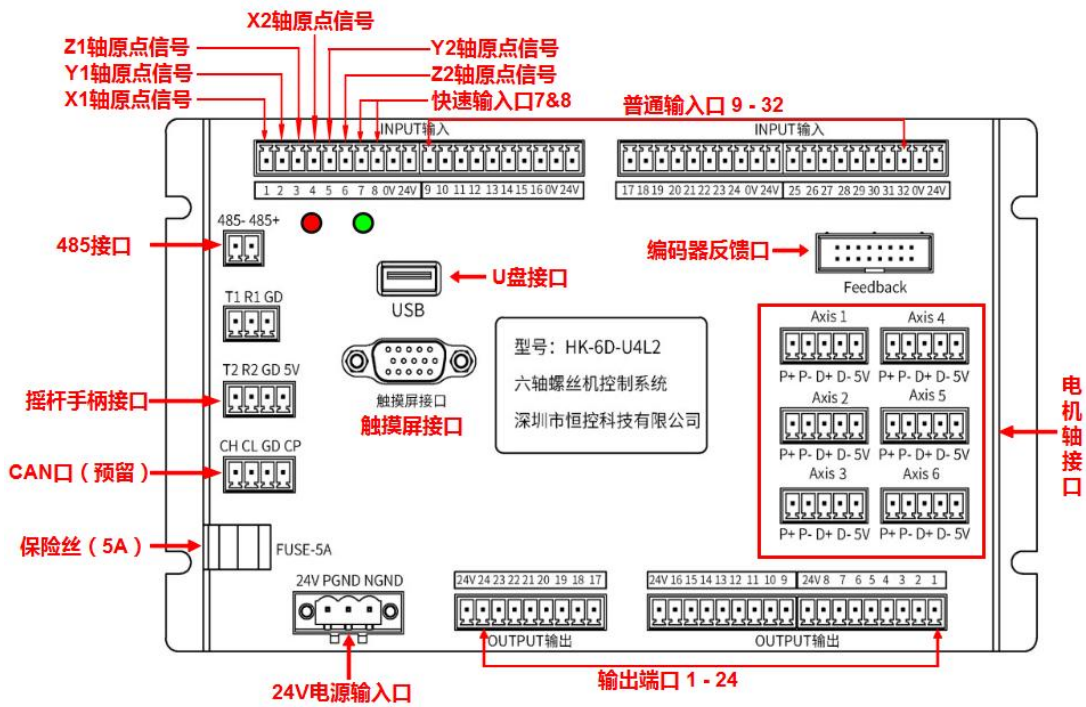 X2轴原点信号
Z1轴原点信号
Y2轴原点信号
Y1轴原点信号
Z2轴原点信号
X1轴原点信号
快速输入口7&8
普通输入口 9 - 32
INPUT输入
INPUT输入
1 2 3 4 5 6 7 8 0V 24V
9 10 11 12 13 14 15 16 0V 24V
17 18 19 20 21 22 23 24 0V 24V
25 26 27 28 29 30 31 32 0V 24V
485- 485+
485接口
U盘接口
USB
编码器反馈口
Feedback
T1 R1 GD
T2 R2 GD 5V
摇杆手柄接口
触摸屏接口
触摸屏接口
型号：HK-6D-U4L2
六轴螺丝机控制系统
深圳市恒控科技有限公司
Axis 1
Axis 4
P+ P- D+ D- 5V
P+ P- D+ D- 5V
Axis 2
Axis 5
P+ P- D+ D- 5V
P+ P- D+ D- 5V
Axis 3
Axis 6
P+ P- D+ D- 5V
P+ P- D+ D- 5V
电机轴接口
CH CL GD CP
CAN口（预留）
保险丝（5A）
FUSE-5A
24V PGND NGND
24V电源输入口
24V 24 23 22 21 20 19 18 17
24V 16 15 14 13 12 11 10 9
24V 8 7 6 5 4 3 2 1
OUTPUT输出
OUTPUT输出
输出端口 1 - 24